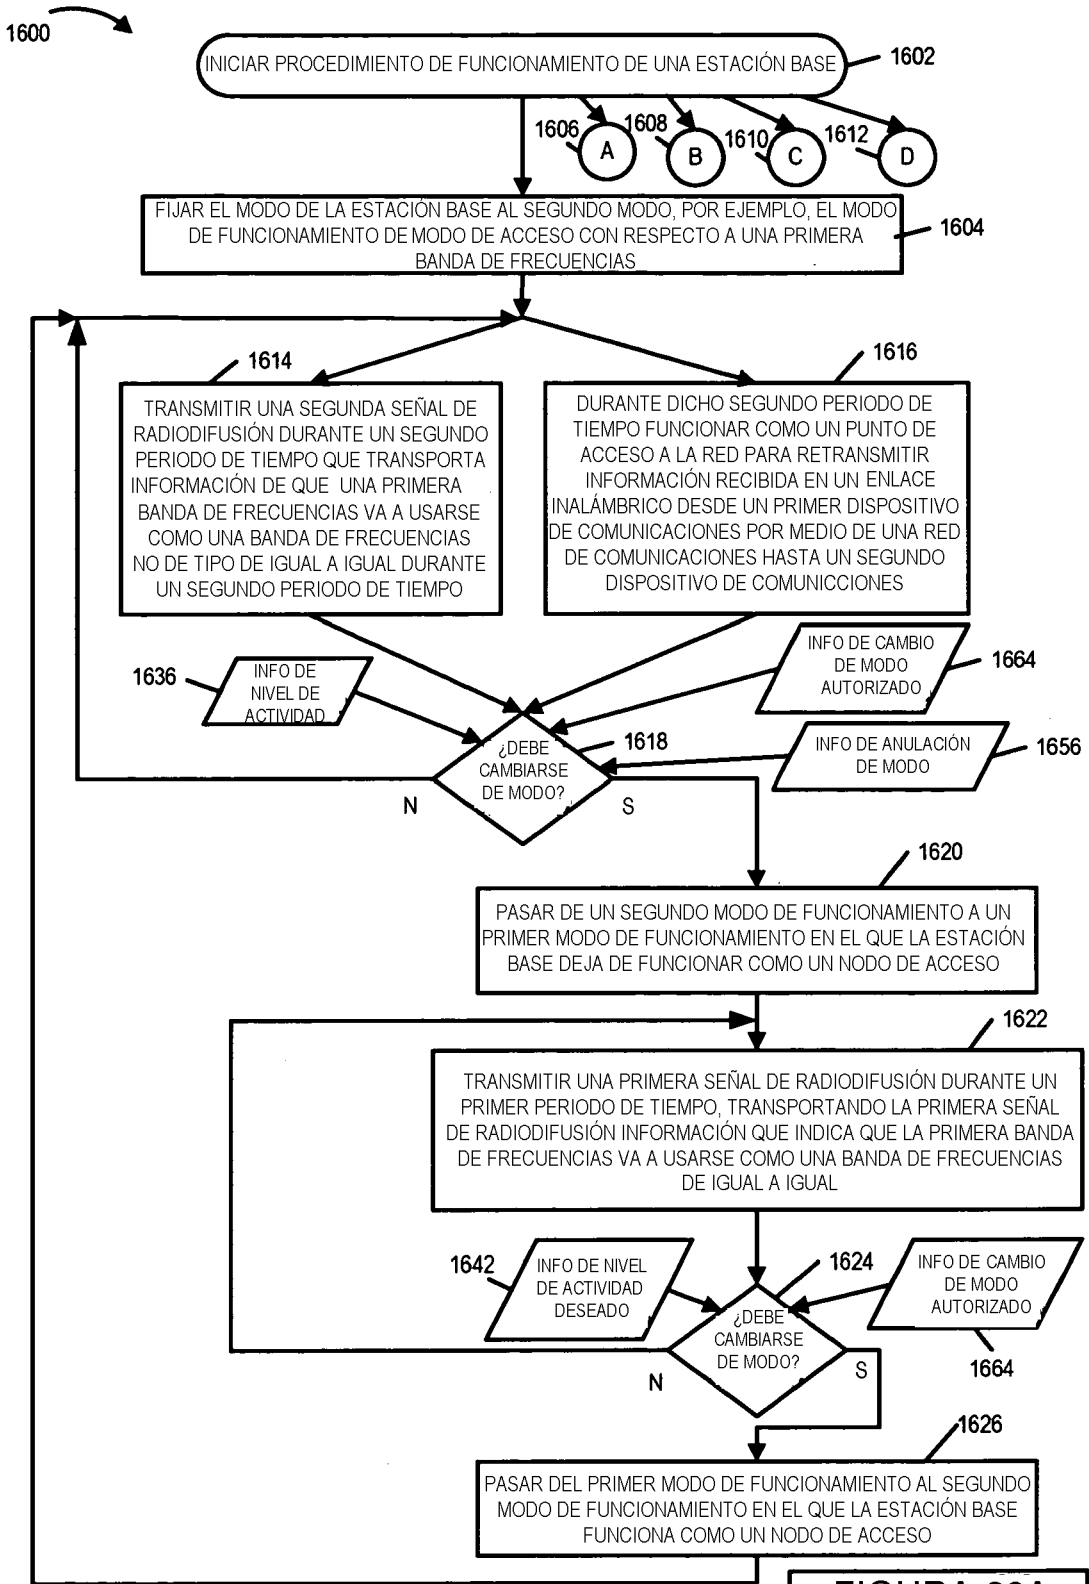 1600
INICIAR PROCEDIMIENTO DE FUNCIONAMIENTO DE UNA ESTACIÓN BASE
1602
1606
A
1608
B
1610
C
1612
D
FIJAR EL MODO DE LA ESTACIÓN BASE AL SEGUNDO MODO, POR EJEMPLO, EL MODO
DE FUNCIONAMIENTO DE MODO DE ACCESO CON RESPECTO A UNA PRIMERA
BANDA DE FRECUENCIAS
1604
1614
TRANSMITIR UNA SEGUNDA SEÑAL DE
RADIODIFUSIÓN DURANTE UN SEGUNDO
PERIODO DE TIEMPO QUE TRANSPORTA
INFORMACIÓN DE QUE UNA PRIMERA
BANDA DE FRECUENCIAS VA A USARSE
COMO UNA BANDA DE FRECUENCIAS
NO DE TIPO DE IGUAL A IGUAL DURANTE
UN SEGUNDO PERIODO DE TIEMPO
1616
DURANTE DICHO SEGUNDO PERIODO DE
TIEMPO FUNCIONAR COMO UN PUNTO DE
ACCESO A LA RED PARA RETRANSMITIR
INFORMACIÓN RECIBIDA EN UN ENLACE
INALÁMBRICO DESDE UN PRIMER DISPOSITIVO
DE COMUNICACIONES POR MEDIO DE UNA RED
DE COMUNICACIONES HASTA UN SEGUNDO
DISPOSITIVO DE COMUNICCIONES
1636
INFO DE
NIVEL DE
ACTIVIDAD
INFO DE CAMBIO
DE MODO
AUTORIZADO
1664
INFO DE ANULACIÓN
DE MODO
1656
1618
¿DEBE
CAMBIARSE
DE MODO?
N
S
1620
PASAR DE UN SEGUNDO MODO DE FUNCIONAMIENTO A UN
PRIMER MODO DE FUNCIONAMIENTO EN EL QUE LA ESTACIÓN
BASE DEJA DE FUNCIONAR COMO UN NODO DE ACCESO
1622
TRANSMITIR UNA PRIMERA SEÑAL DE RADIODIFUSIÓN DURANTE UN
PRIMER PERIODO DE TIEMPO, TRANSPORTANDO LA PRIMERA SEÑAL
DE RADIODIFUSIÓN INFORMACIÓN QUE INDICA QUE LA PRIMERA BANDA
DE FRECUENCIAS VA A USARSE COMO UNA BANDA DE FRECUENCIAS
DE IGUAL A IGUAL
1642
INFO DE NIVEL
DE ACTIVIDAD
DESEADO
1624
INFO DE CAMBIO
DE MODO
AUTORIZADO
1664
¿DEBE
CAMBIARSE
DE MODO?
N
S
1626
PASAR DEL PRIMER MODO DE FUNCIONAMIENTO AL SEGUNDO
MODO DE FUNCIONAMIENTO EN EL QUE LA ESTACIÓN BASE
FUNCIONA COMO UN NODO DE ACCESO